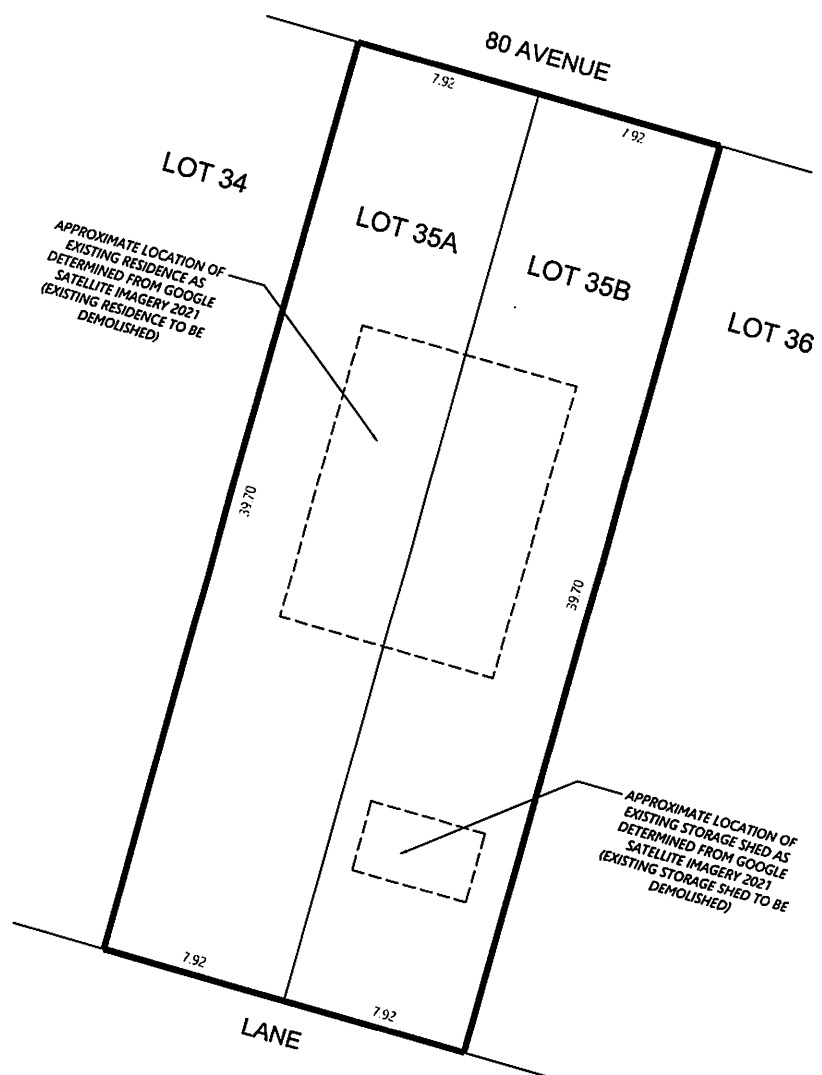 80 AVENUE
7.92
7.92
LOT 34
LOT 35A
LOT 35B
LOT 36
APPROXIMATE LOCATION OF
EXISTING RESIDENCE AS
DETERMINED FROM GOOGLE
SATELLITE IMAGERY 2021
(EXISTING RESIDENCE TO BE
DEMOLISHED)
39.70
39.70
APPROXIMATE LOCATION OF
EXISTING STORAGE SHED AS
DETERMINED FROM GOOGLE
SATELLITE IMAGERY 2021
(EXISTING STORAGE SHED TO BE
DEMOLISHED)
7.92
7.92
LANE